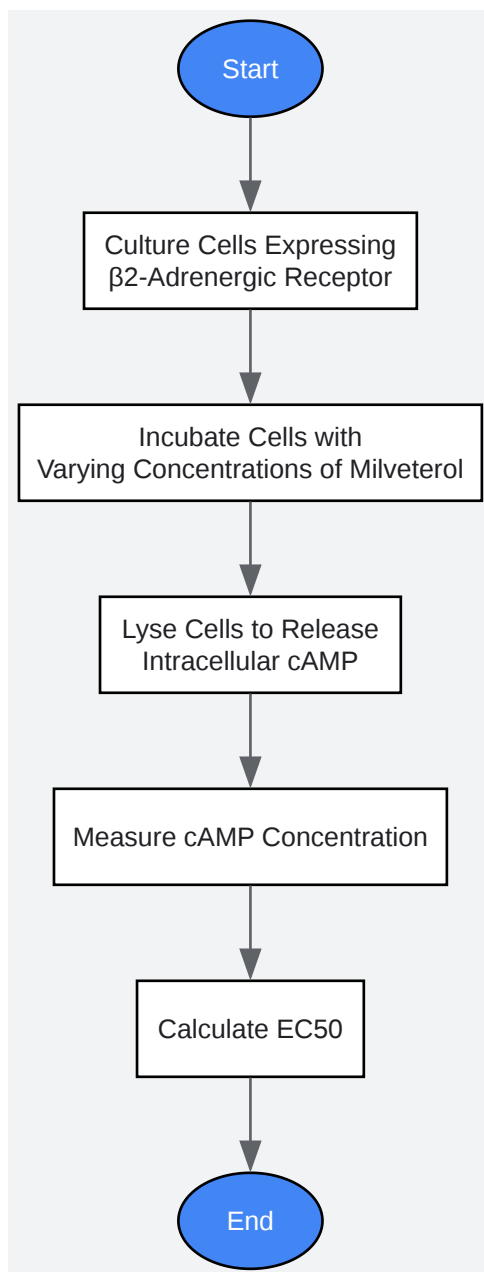 Start
Culture Cells Expressing
β2-Adrenergic Receptor
Incubate Cells with
Varying Concentrations of Milveterol
Lyse Cells to Release
Intracellular cAMP
Measure cAMP Concentration
Calculate EC50
End